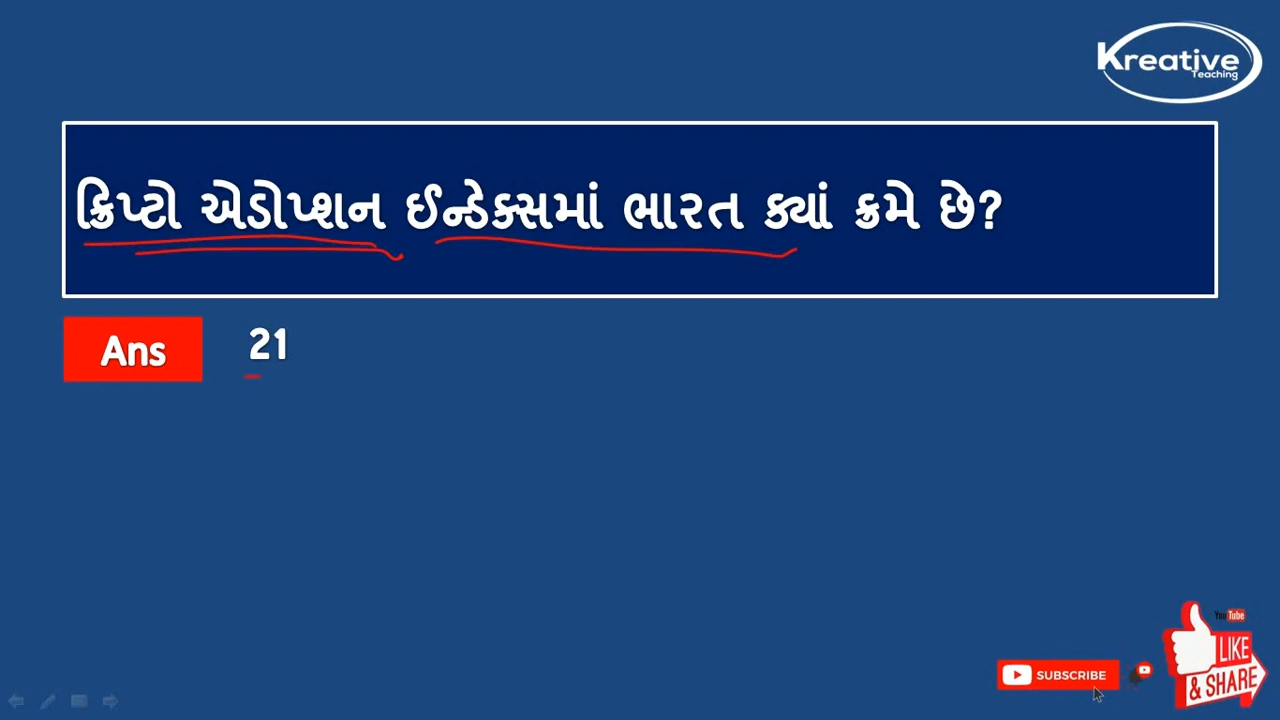 Kreative
Teaching
ક્રિપ્ટો એડોપ્શન ઈન્ડેક્સમાં ભારત ક્યાં ક્રમે છે?
Ans 21
YouTube
LIKE
& SHARE
SUBSCRIBE